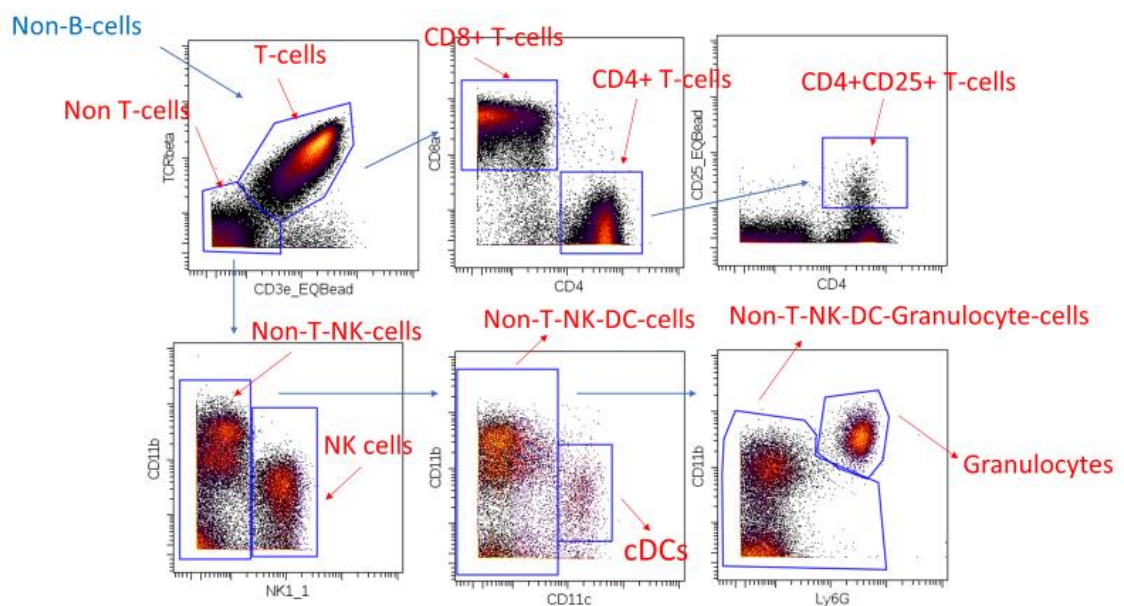 Non-B-cells
T-cells
Non T-cells
TCRbeta
CD3e_EQBead
CD8+ T-cells
CD4+ T-cells
CD8a
CD4
CD4+CD25+ T-cells
CD25_EQBead
CD4
Non-T-NK-cells
NK cells
CD11b
NK1_1
Non-T-NK-DC-cells
cDCs
CD11b
CD11c
Non-T-NK-DC-Granulocyte-cells
Granulocytes
CD11b
Ly6G